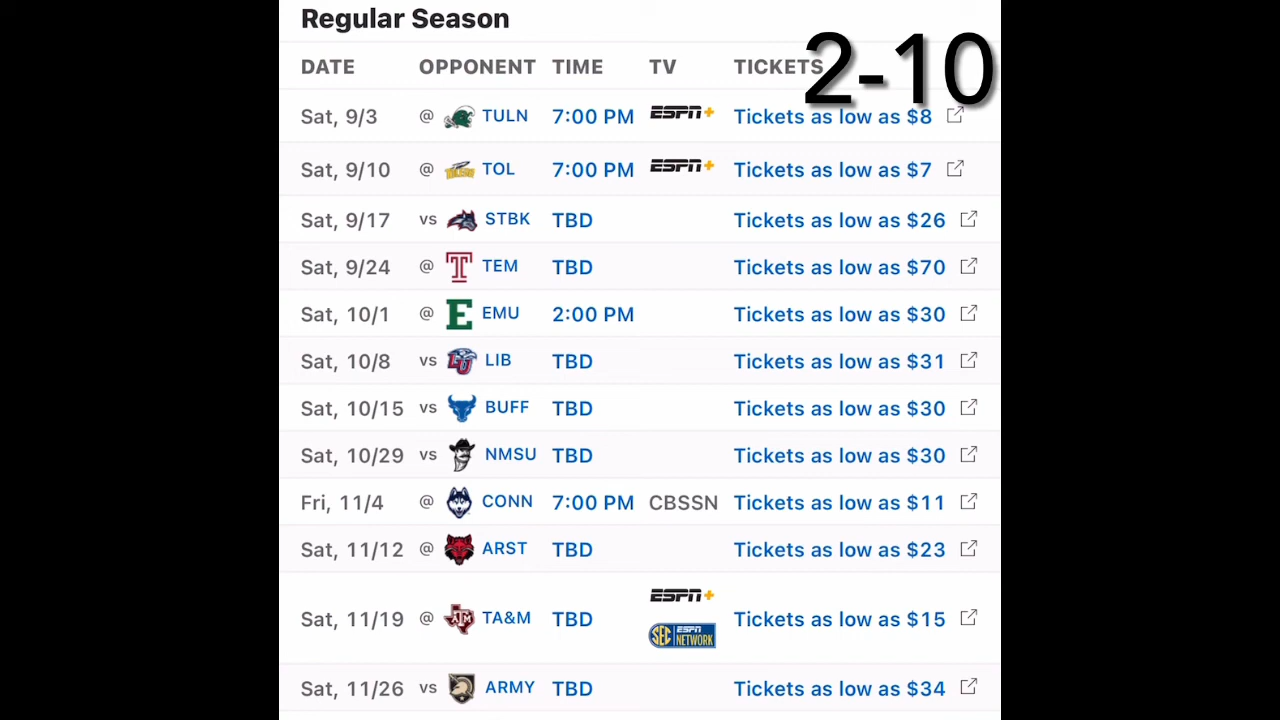 Regular Season
2-10
DATE OPPONENT TIME TV TICKETS
Sat, 9/3 @ TULN 7:00 PM ESPN+ Tickets as low as $8
Sat, 9/10 @ TOL 7:00 PM ESPN+ Tickets as low as $7
Sat, 9/17 vs STBK TBD Tickets as low as $26
Sat, 9/24 @ T TEM TBD Tickets as low as $70
Sat, 10/1 @ E EMU 2:00 PM Tickets as low as $30
Sat, 10/8 vs LU LIB TBD Tickets as low as $31
Sat, 10/15 vs BUFF TBD Tickets as low as $30
Sat, 10/29 vs NMSU TBD Tickets as low as $30
Fri, 11/4 @ CONN 7:00 PM CBSSN Tickets as low as $11
Sat, 11/12 @ ARST TBD Tickets as low as $23
Sat, 11/19 @ ATM TA&M TBD ESPN+ SEC ESPN NETWORK Tickets as low as $15
Sat, 11/26 vs ARMY TBD Tickets as low as $34